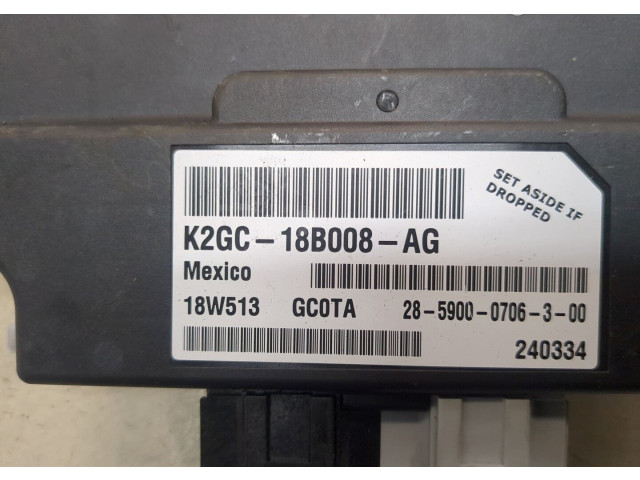 SET ASIDE IF
DROPPED
K2GC-18B008-AG
Mexico
18W513 GC0TA 28-5900-0706-3-00
240334